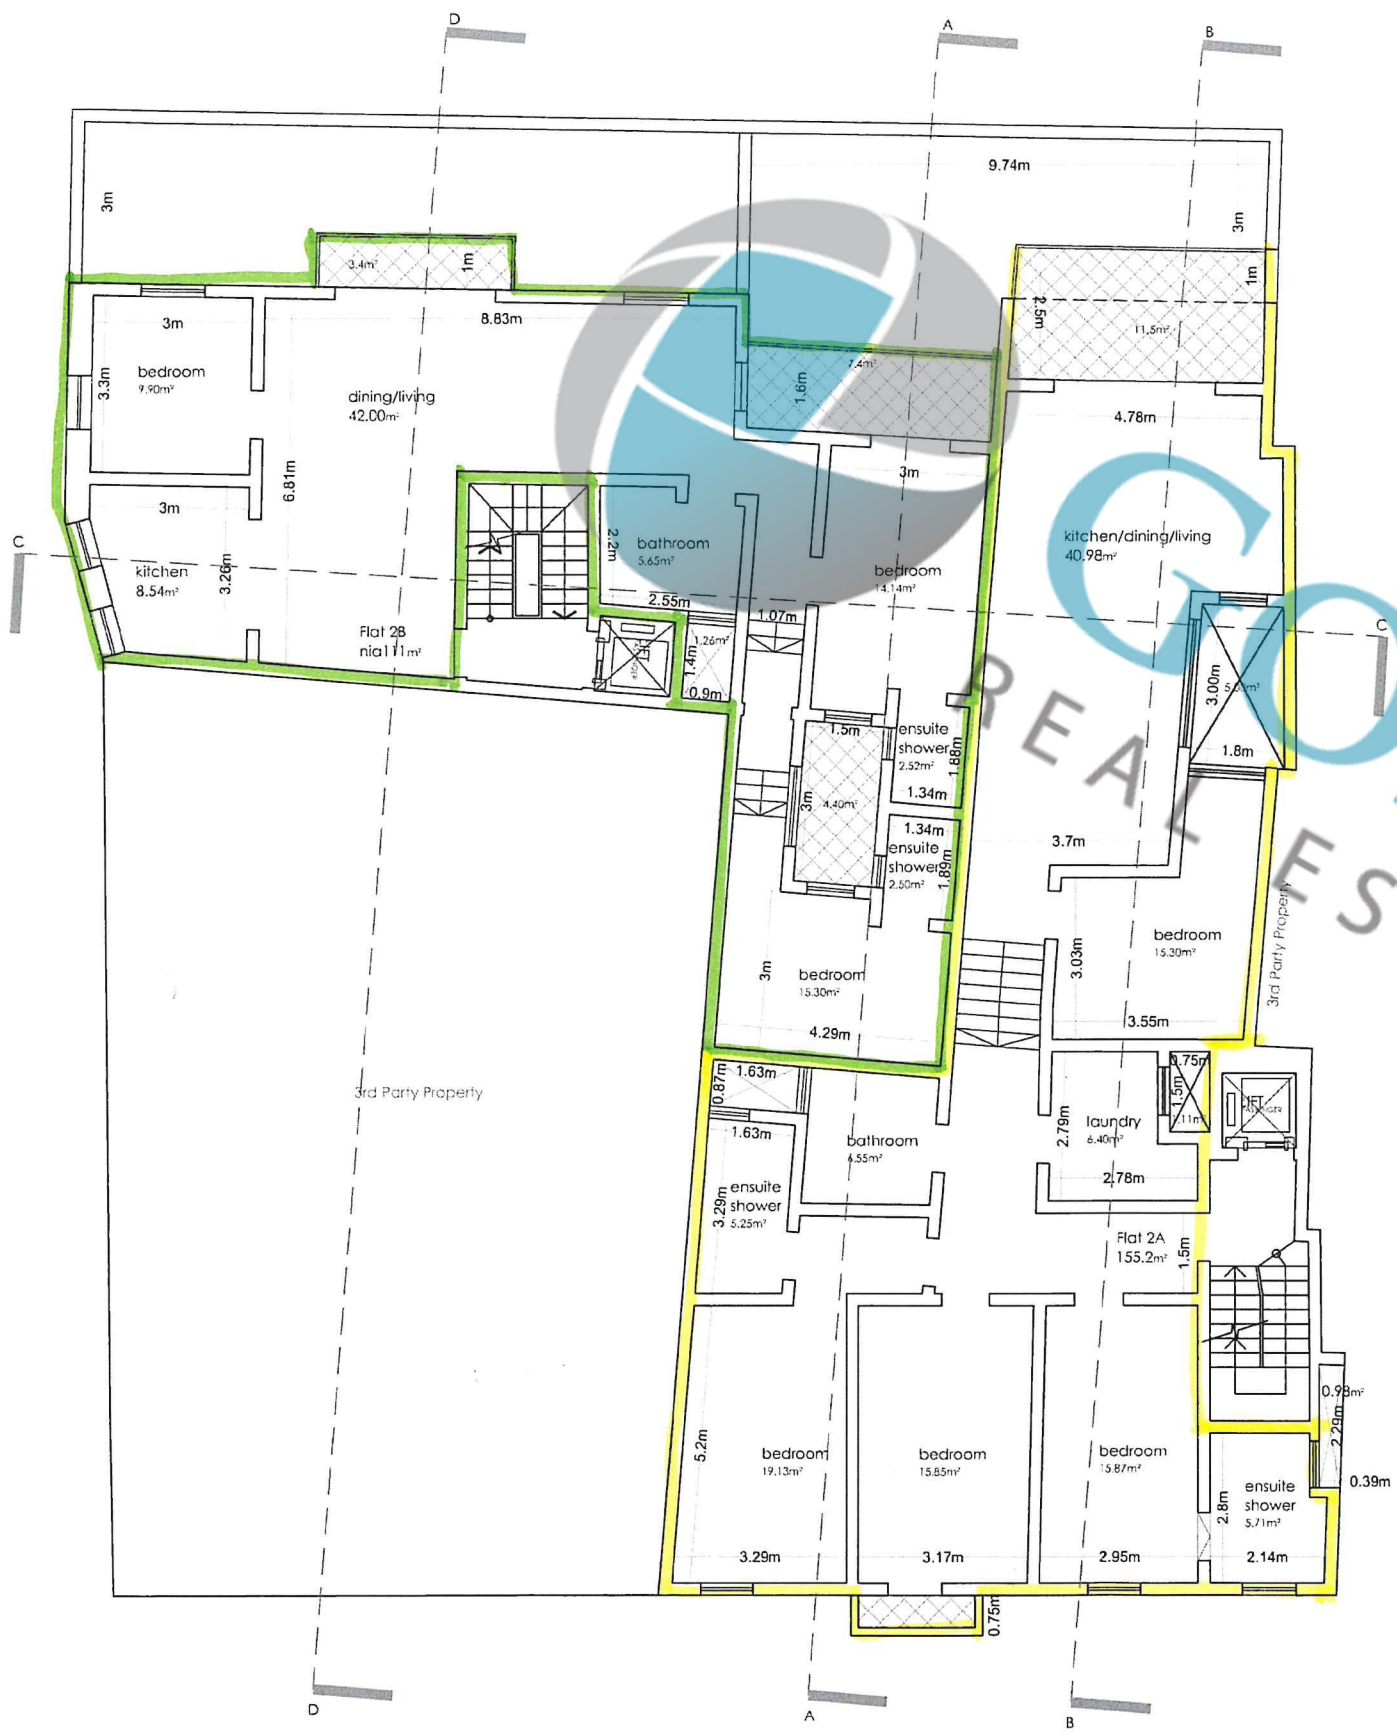 D
A
B
9.74m
3m
3m
3.4m²
1m
1m
2.5m
11.5m²
3m
8.83m
7.4m²
1.6m
bedroom
9.90m²
3.3m
dining/living
42.00m²
4.78m
6.81m
3m
3m
kitchen/dining/living
40.98m²
C
kitchen
8.54m²
3.26m
2.2m
bathroom
5.65m²
bedroom
14.14m²
2.55m
1.07m
C
Flat 2B
nia111m²
1.26m²
1.4m
0.9m
3.00m
1.8m
1.5m
ensuite
shower
2.52m²
1.88m
1.34m
3m
4.40m²
1.34m
ensuite
shower
2.50m²
1.89m
3.7m
GO
REAL ES
3rd Party Property
bedroom
15.30m²
3.03m
3.55m
3m
bedroom
15.30m²
4.29m
3rd Party Property
0.87m
1.63m
1.63m
0.75m
1.5m
1.11m²
LIFT
PASSENGER
laundry
6.40m²
2.79m
2.78m
bathroom
6.55m²
ensuite
shower
5.25m²
3.29m
Flat 2A
155.2m²
1.5m
0.98m²
2.29m
0.39m
5.2m
bedroom
19.13m²
bedroom
15.85m²
bedroom
15.87m²
2.8m
ensuite
shower
5.71m²
3.29m
3.17m
2.95m
2.14m
0.75m
D
A
B